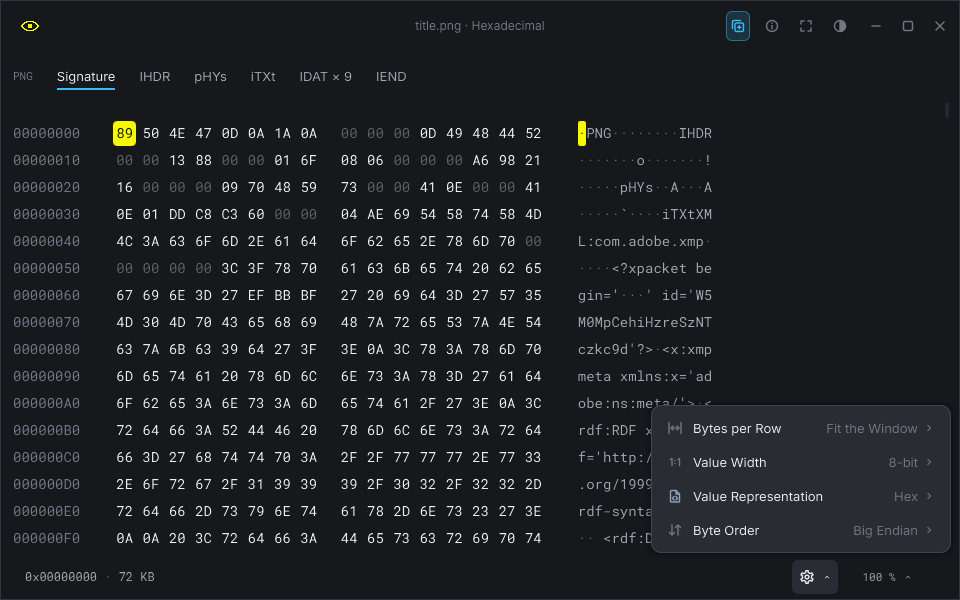 title.png · Hexadecimal
PNG Signature IHDR pHYs iTXt IDAT × 9 IEND
00000000 89 50 4E 47 0D 0A 1A 0A 00 00 00 0D 49 48 44 52 ·PNG········IHDR
00000010 00 00 13 88 00 00 01 6F 08 06 00 00 00 A6 98 21 ·······o·······!
00000020 16 00 00 00 09 70 48 59 73 00 00 41 0E 00 00 41 ·····pHYs··A···A
00000030 0E 01 DD C8 C3 60 00 00 04 AE 69 54 58 74 58 4D ·····`····iTXtXM
00000040 4C 3A 63 6F 6D 2E 61 64 6F 62 65 2E 78 6D 70 00 L:com.adobe.xmp·
00000050 00 00 00 00 3C 3F 78 70 61 63 6B 65 74 20 62 65 ····<?xpacket be
00000060 67 69 6E 3D 27 EF BB BF 27 20 69 64 3D 27 57 35 gin='···' id='W5
00000070 4D 30 4D 70 43 65 68 69 48 7A 72 65 53 7A 4E 54 M0MpCehiHzreSzNT
00000080 63 7A 6B 63 39 64 27 3F 3E 0A 3C 78 3A 78 6D 70 czkc9d'?>·<x:xmp
00000090 6D 65 74 61 20 78 6D 6C 6E 73 3A 78 3D 27 61 64 meta xmlns:x='ad
000000A0 6F 62 65 3A 6E 73 3A 6D 65 74 61 2F 27 3E 0A 3C obe:ns:meta/'>·<
000000B0 72 64 66 3A 52 44 46 20 78 6D 6C 6E 73 3A 72 64 rdf:RDF x
000000C0 66 3D 27 68 74 74 70 3A 2F 2F 77 77 77 2E 77 33 f='http:/
000000D0 2E 6F 72 67 2F 31 39 39 39 2F 30 32 2F 32 32 2D .org/1999
000000E0 72 64 66 2D 73 79 6E 74 61 78 2D 6E 73 23 27 3E rdf-synta
000000F0 0A 0A 20 3C 72 64 66 3A 44 65 73 63 72 69 70 74 ·· <rdf:D
Bytes per Row Fit the Window
1:1 Value Width 8-bit
Value Representation Hex
Byte Order Big Endian
0x00000000 · 72 KB
100 %